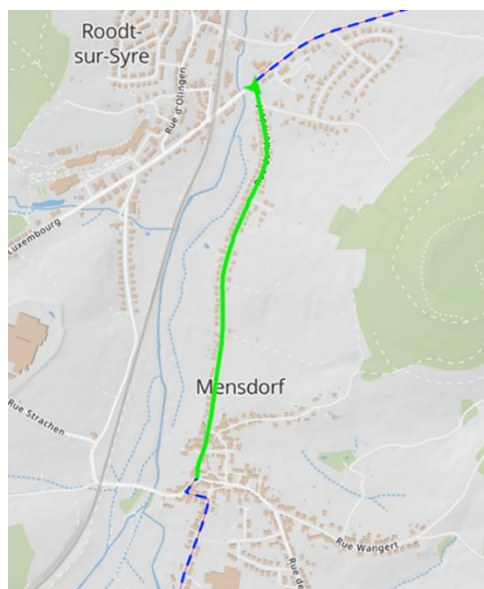 Roodt-
sur-Syre
Rue d'Olingen
Luxembourg
Mensdorf
Rue Strachen
Rue Wangert
Rue de